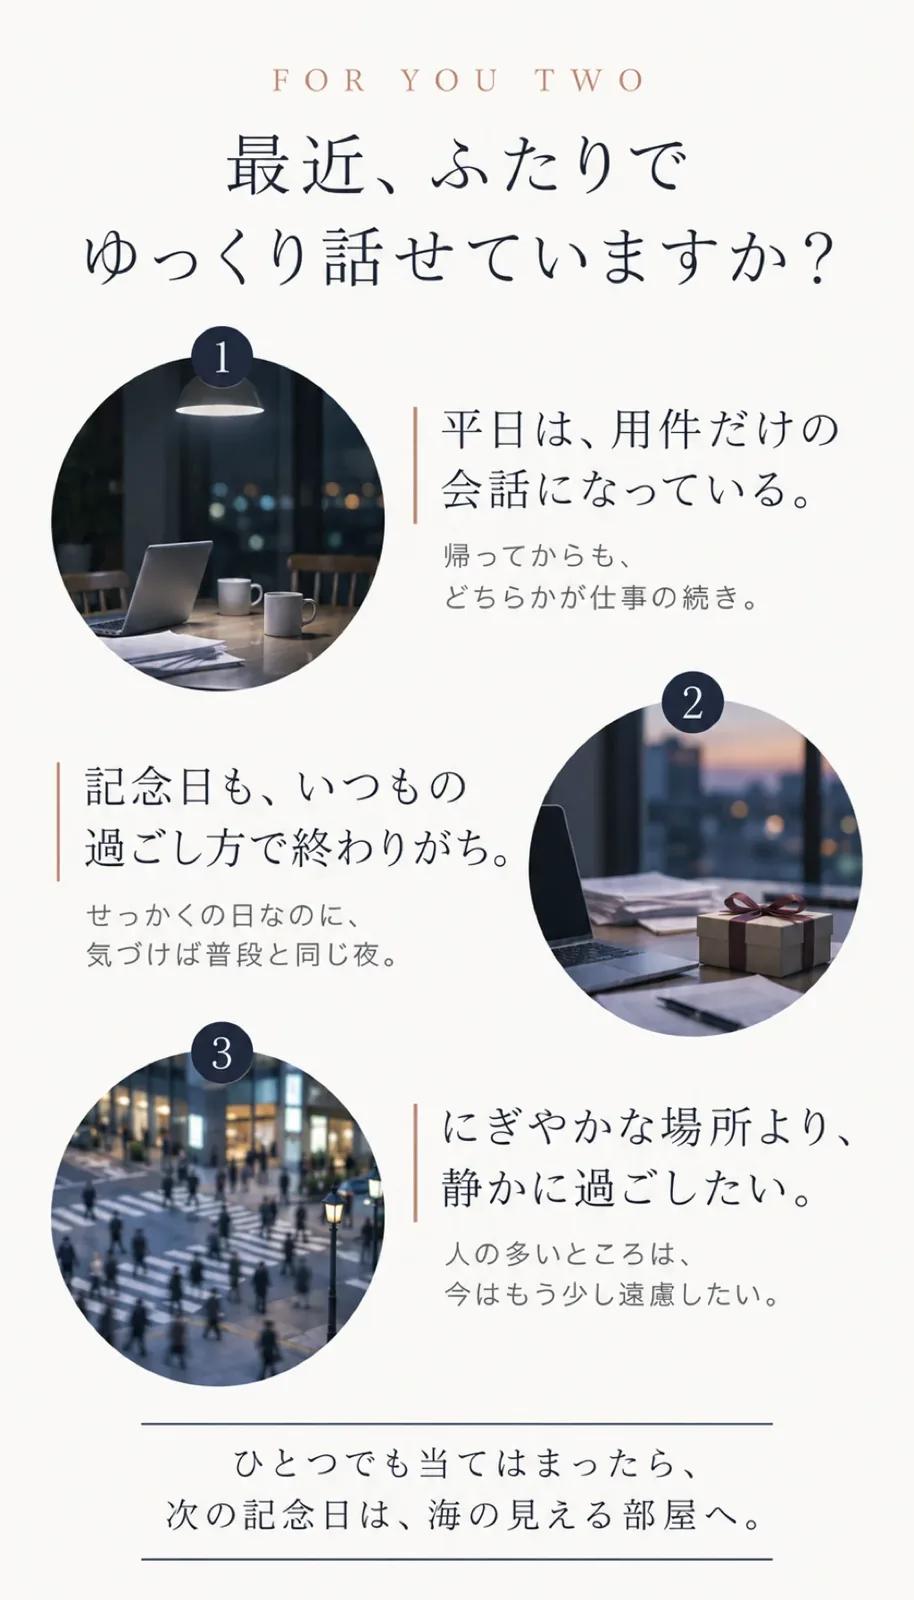 FOR YOU TWO
最近、ふたりで
ゆっくり話せていますか？
1
平日は、用件だけの
会話になっている。
帰ってからも、
どちらかが仕事の続き。
2
記念日も、いつもの
過ごし方で終わりがち。
せっかくの日なのに、
気づけば普段と同じ夜。
3
にぎやかな場所より、
静かに過ごしたい。
人の多いところは、
今はもう少し遠慮したい。
ひとつでも当てはまったら、
次の記念日は、海の見える部屋へ。